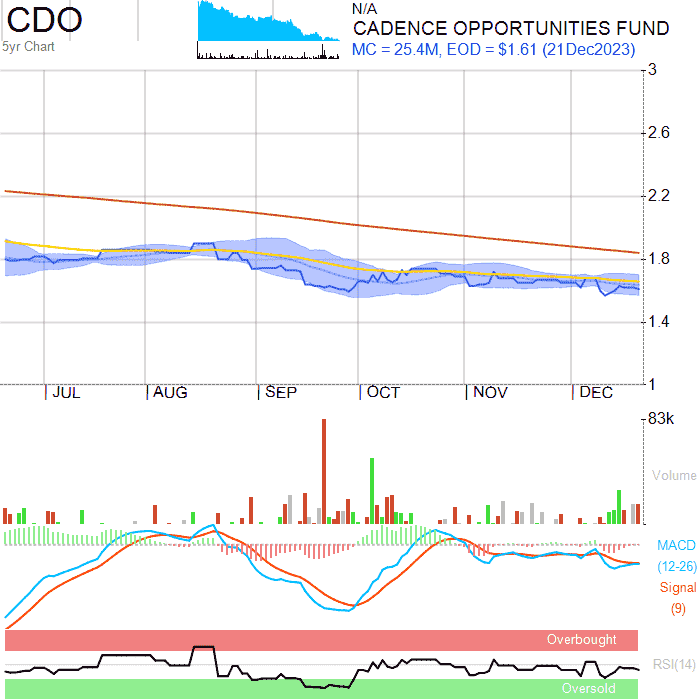 CDO
5yr Chart
N/A
CADENCE OPPORTUNITIES FUND
MC = 25.4M, EOD = $1.61 (21Dec2023)
3
2.6
2.2
1.8
1.4
1
JUL AUG SEP OCT NOV DEC
83k
Volume
MACD
(12-26)
Signal
(9)
Overbought
RSI(14)
Oversold